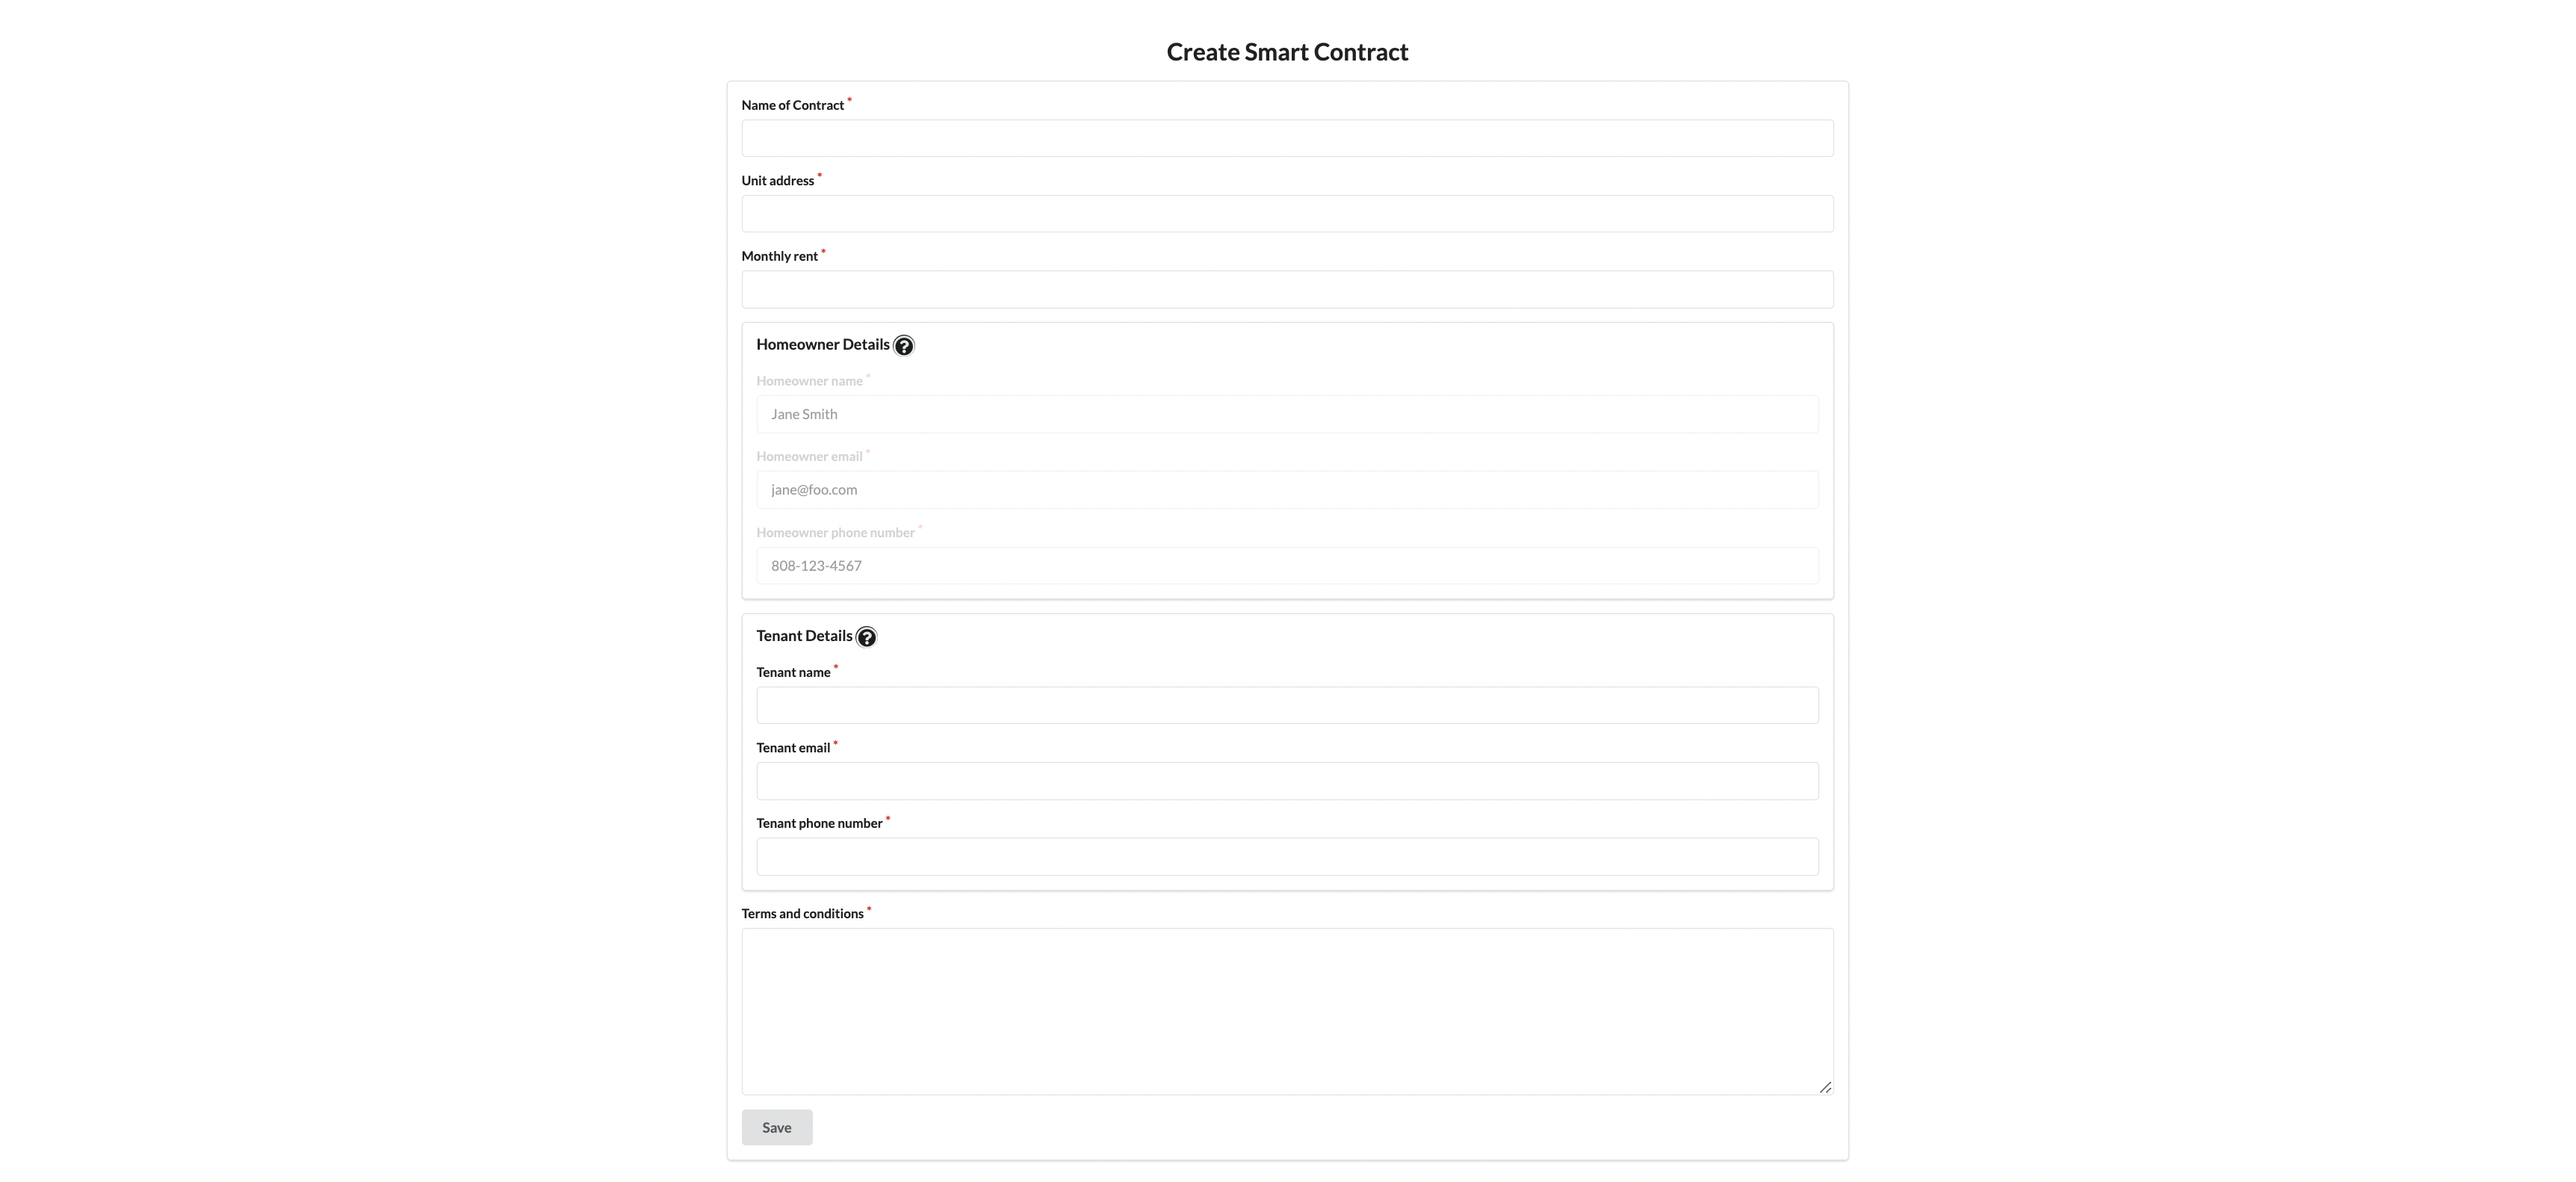 Create Smart Contract
Name of Contract *
Unit address *
Monthly rent *
Homeowner Details ?
Homeowner name *
Jane Smith
Homeowner email *
jane@foo.com
Homeowner phone number *
808-123-4567
Tenant Details ?
Tenant name *
Tenant email *
Tenant phone number *
Terms and conditions *
Save